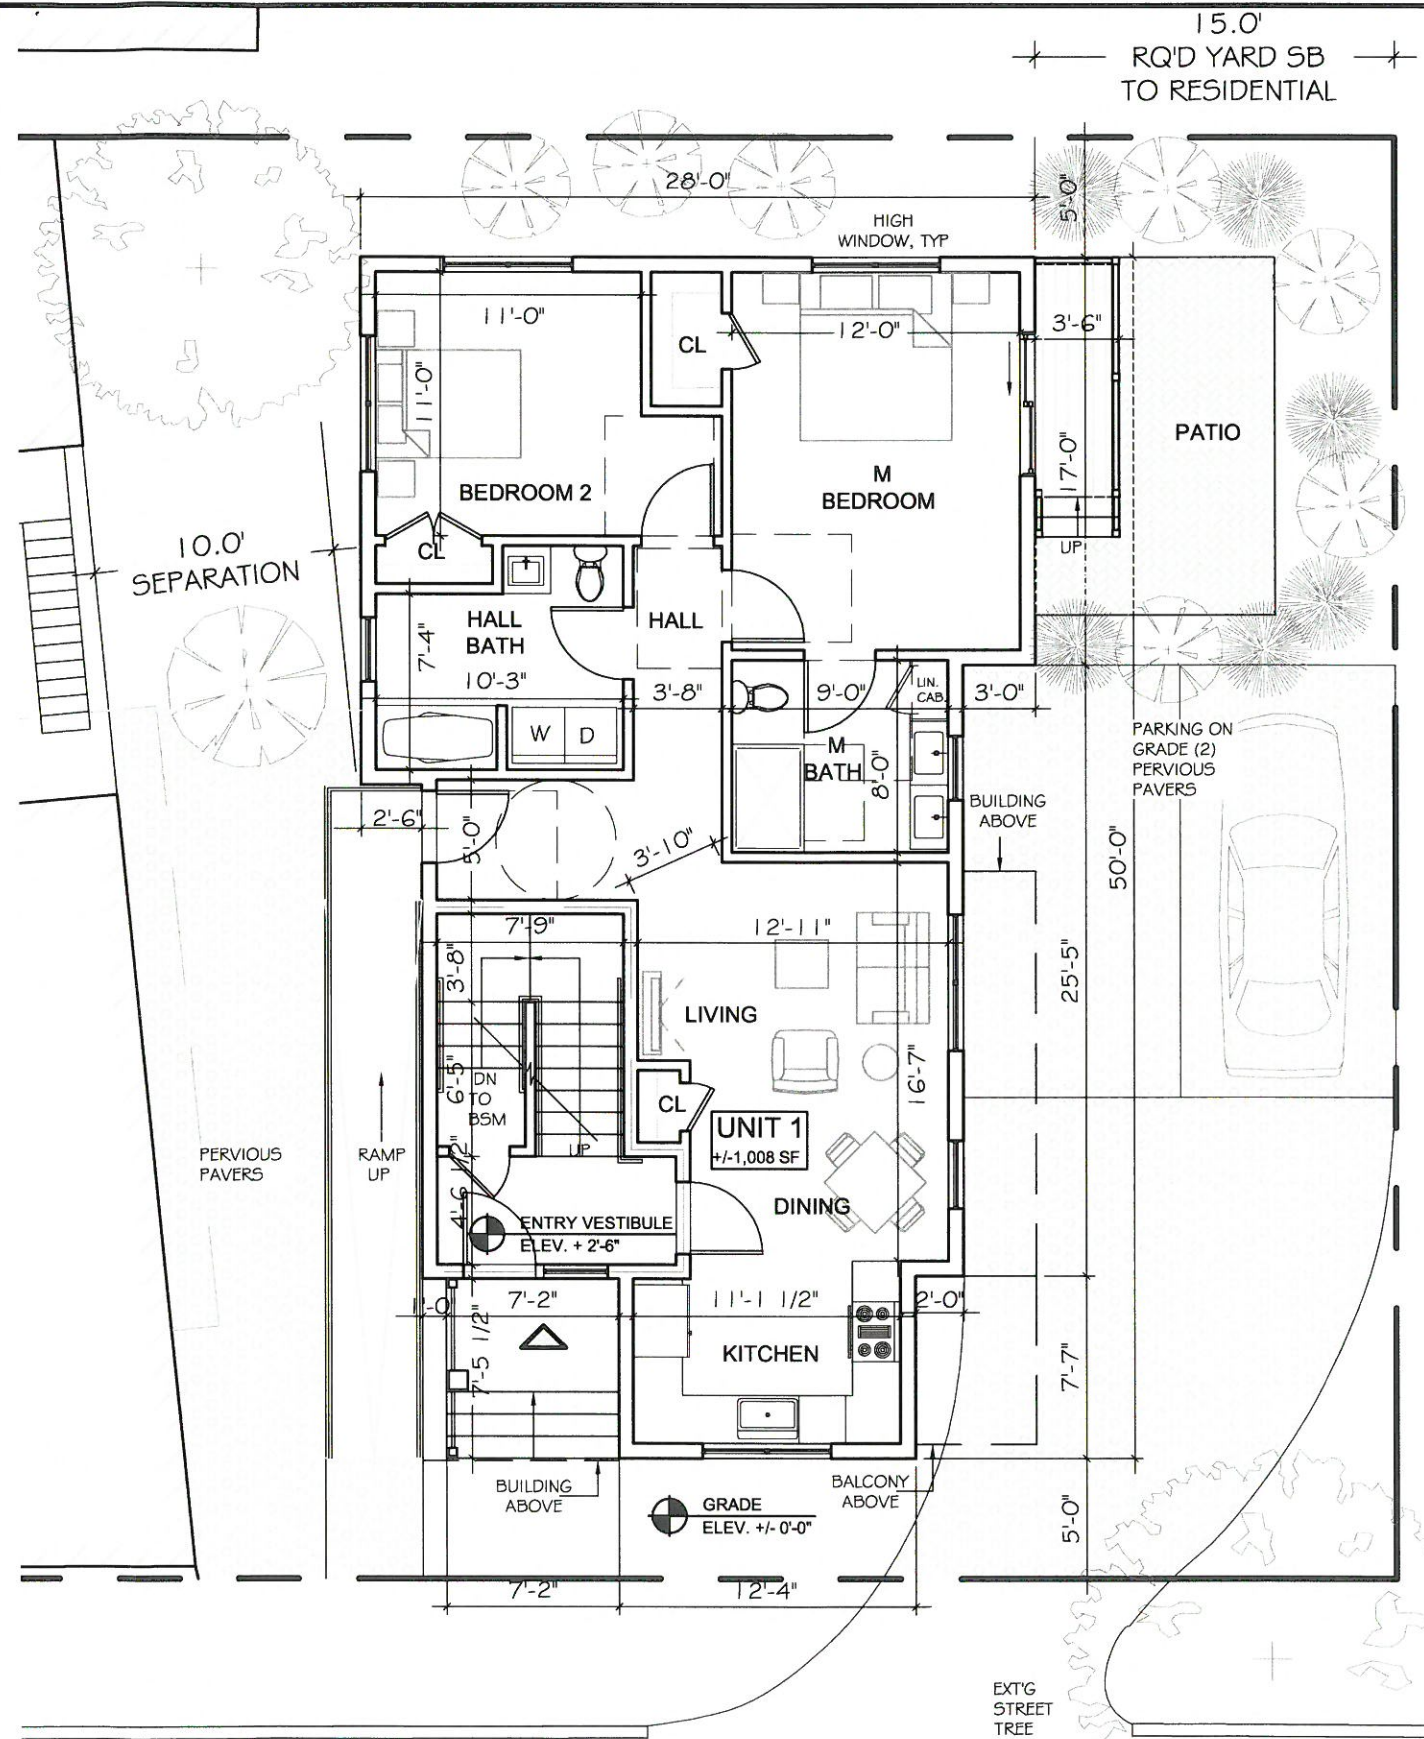 15.0'
RQ'D YARD SB
TO RESIDENTIAL
28'-0"
5'-0"
HIGH
WINDOW, TYP
11'-0"
CL
12'-0"
3'-6"
11'-0"
PATIO
M
BEDROOM
17'-0"
BEDROOM 2
UP
10.0'
SEPARATION
CL
HALL
BATH
HALL
7'-4"
10'-3"
3'-8"
9'-0"
LIN.
CAB.
3'-0"
W
D
M
BATH
8'-0"
PARKING ON
GRADE (2)
PERVIOUS
PAVERS
BUILDING
ABOVE
2'-6"
5'-0"
3'-10"
50'-0"
7'-9"
12'-11"
3'-8"
25'-5"
LIVING
6'-5"
DN
TO
BSM
16'-7"
CL
UNIT 1
+/-1,008 SF
UP
PERVIOUS
PAVERS
RAMP
UP
4'-6 1/2"
DINING
ENTRY VESTIBULE
ELEV. + 2'-6"
1'-0"
7'-2"
11'-1 1/2"
2'-0"
7'-5 1/2"
KITCHEN
7'-7"
BUILDING
ABOVE
BALCONY
ABOVE
GRADE
ELEV. +/- 0'-0"
5'-0"
7'-2"
12'-4"
EXT'G
STREET
TREE